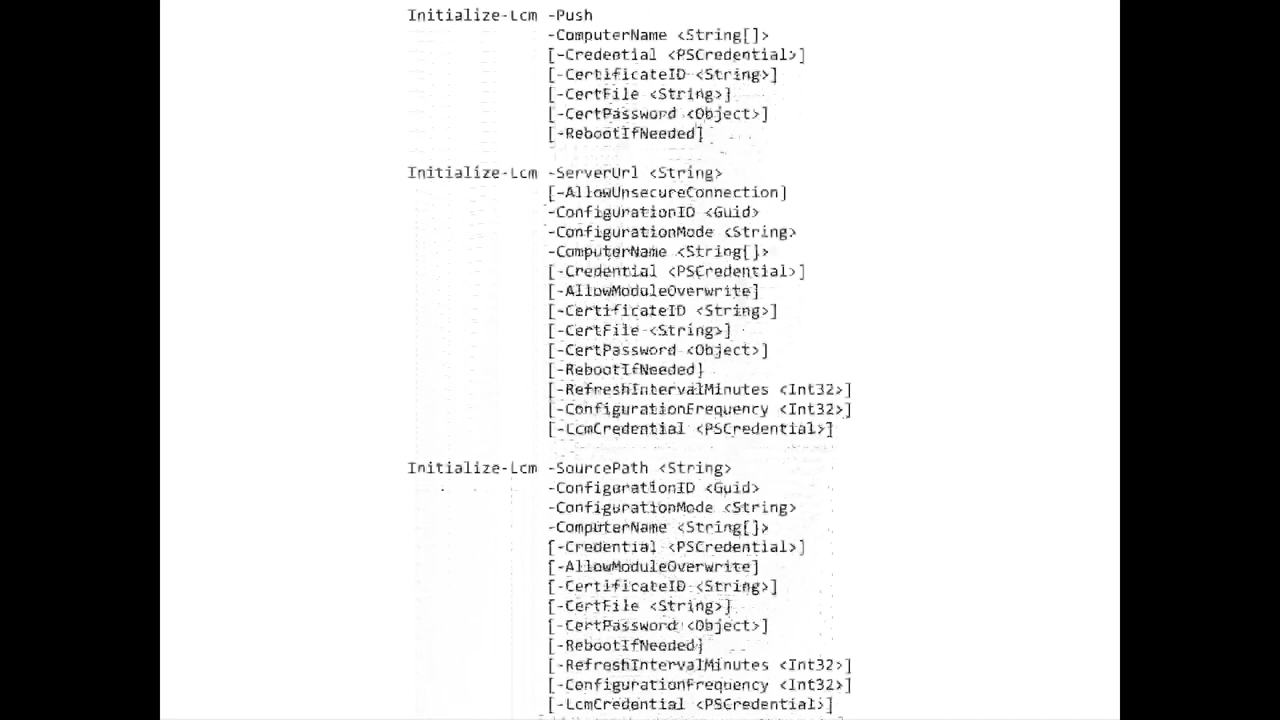 Initialize-Lcm -Push
-ComputerName <String[]>
[-Credential <PSCredential>]
[-CertificateID <String>]
[-CertFile <String>]
[-CertPassword <Object>]
[-RebootIfNeeded]
Initialize-Lcm -ServerUrl <String>
[-AllowUnsecureConnection]
-ConfigurationID <Guid>
-ConfigurationMode <String>
-ComputerName <String[]>
[-Credential <PSCredential>]
[-AllowModuleOverwrite]
[-CertificateID <String>]
[-CertFile <String>]
[-CertPassword <Object>]
[-RebootIfNeeded]
[-RefreshIntervalMinutes <Int32>]
[-ConfigurationFrequency <Int32>]
[-LcmCredential <PSCredential>]
Initialize-Lcm -SourcePath <String>
-ConfigurationID <Guid>
-ConfigurationMode <String>
-ComputerName <String[]>
[-Credential <PSCredential>]
[-AllowModuleOverwrite]
[-CertificateID <String>]
[-CertFile <String>]
[-CertPassword <Object>]
[-RebootIfNeeded]
[-RefreshIntervalMinutes <Int32>]
[-ConfigurationFrequency <Int32>]
[-LcmCredential <PSCredential>]